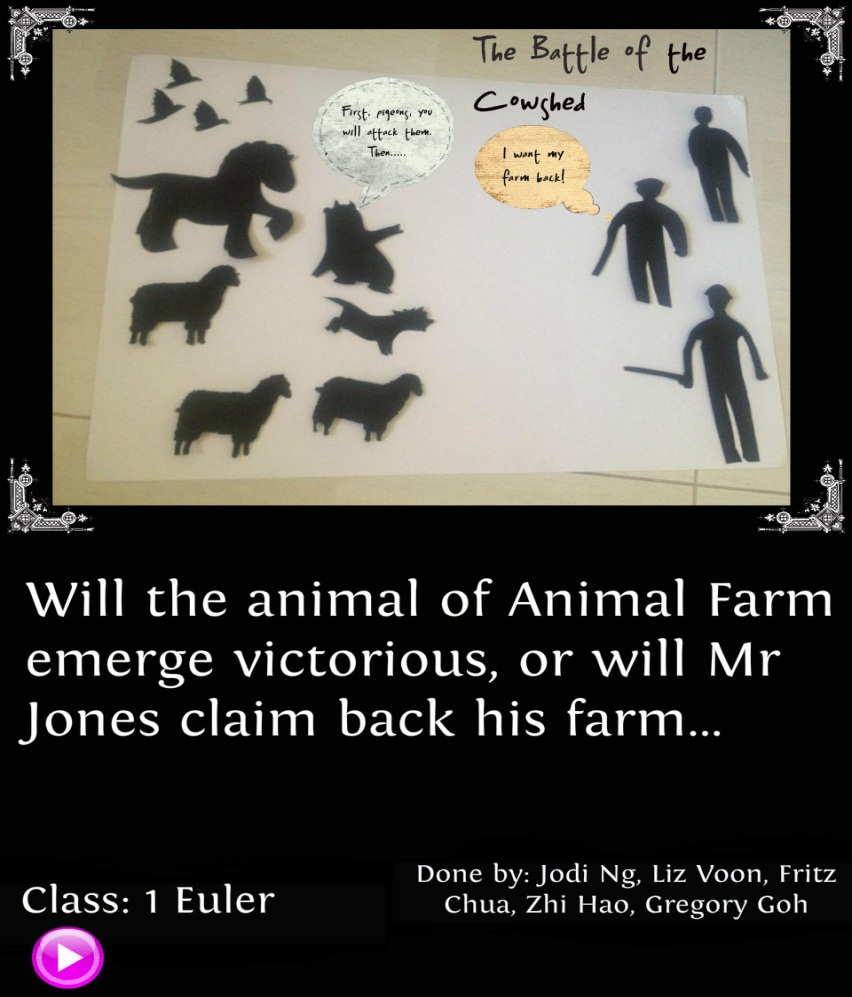 The Battle of the
Cowshed
First, pigeons, you
will attack them.
Then.....
I want my
farm back!
Will the animal of Animal Farm
emerge victorious, or will Mr
Jones claim back his farm...
Class: 1 Euler
Done by: Jodi Ng, Liz Voon, Fritz
Chua, Zhi Hao, Gregory Goh